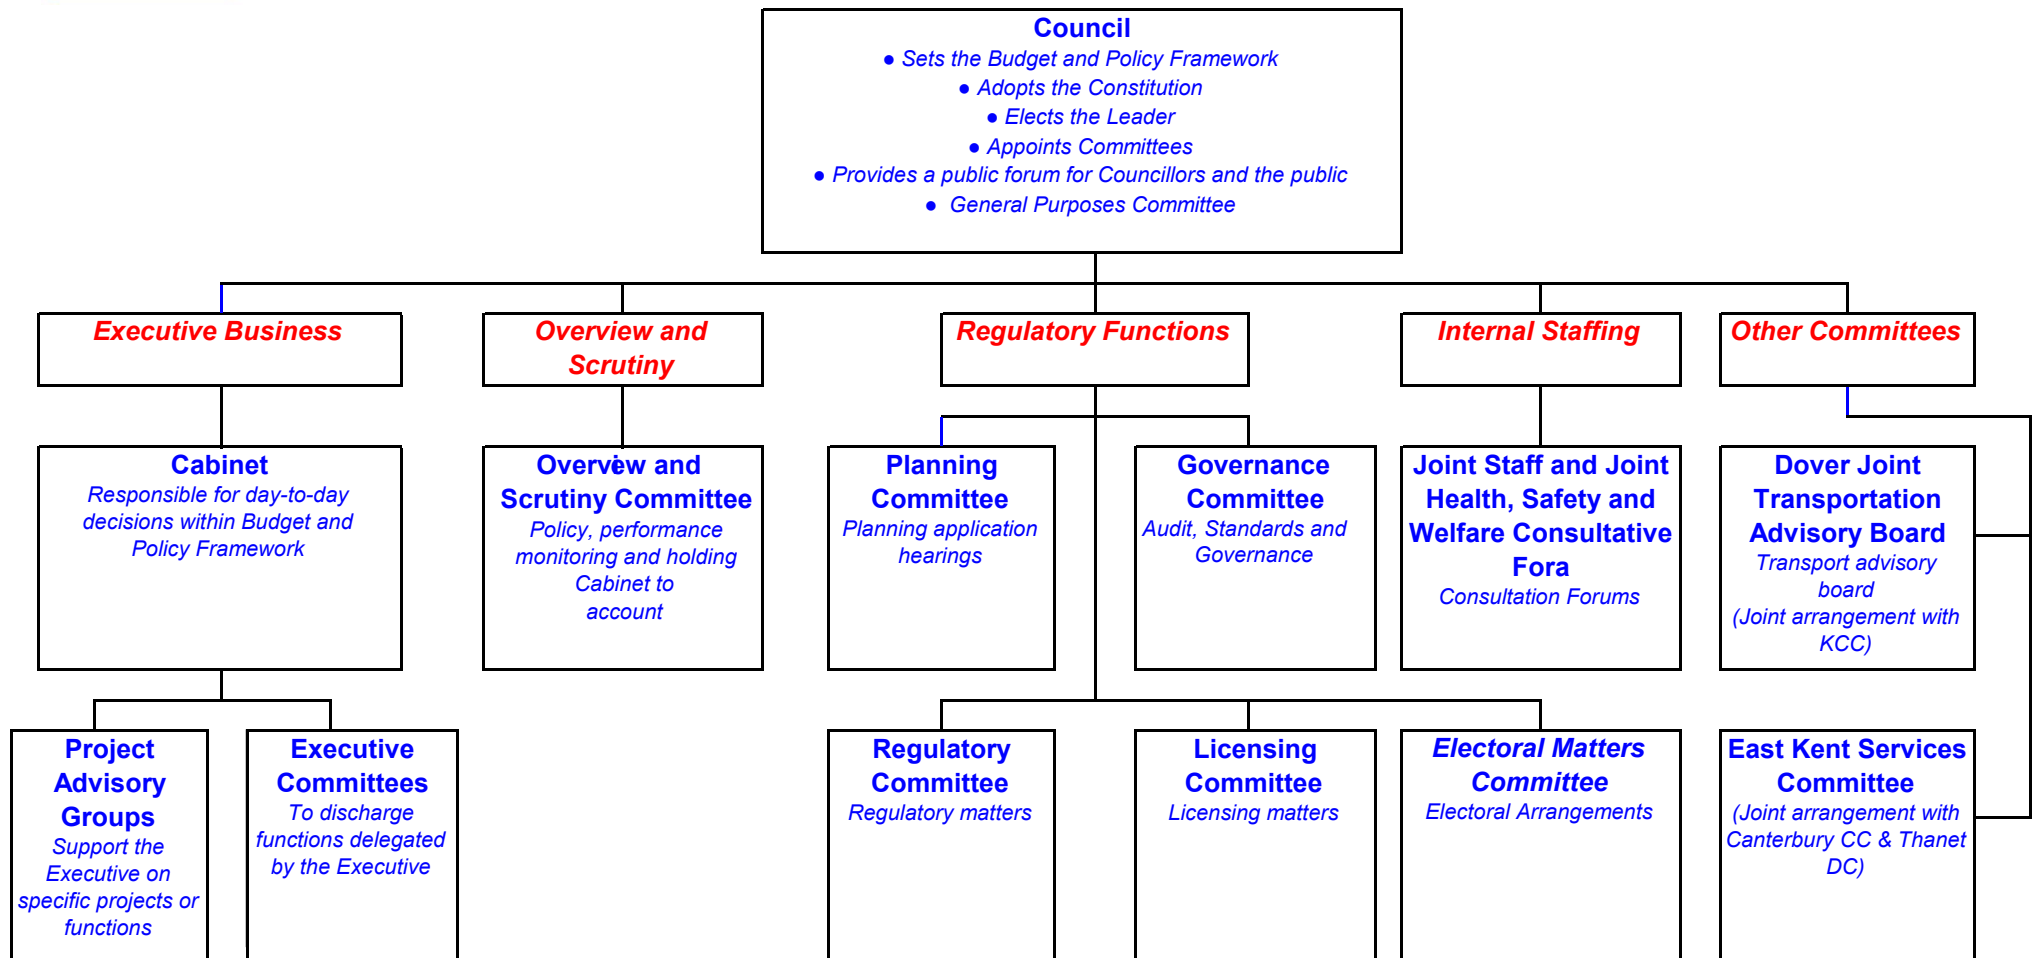 Council
● Sets the Budget and Policy Framework
● Adopts the Constitution
● Elects the Leader
● Appoints Committees
● Provides a public forum for Councillors and the public
● General Purposes Committee
Executive Business
Overview and
Scrutiny
Regulatory Functions
Internal Staffing
Other Committees
Cabinet
Responsible for day-to-day
decisions within Budget and
Policy Framework
Overview and
Scrutiny Committee
Policy, performance
monitoring and holding
Cabinet to
account
Planning
Committee
Planning application
hearings
Governance
Committee
Audit, Standards and
Governance
Joint Staff and Joint
Health, Safety and
Welfare Consultative
Fora
Consultation Forums
Dover Joint
Transportation
Advisory Board
Transport advisory
board
(Joint arrangement with
KCC)
Project
Advisory
Groups
Support the
Executive on
specific projects or
functions
Executive
Committees
To discharge
functions delegated
by the Executive
Regulatory
Committee
Regulatory matters
Licensing
Committee
Licensing matters
Electoral Matters
Committee
Electoral Arrangements
East Kent Services
Committee
(Joint arrangement with
Canterbury CC & Thanet
DC)